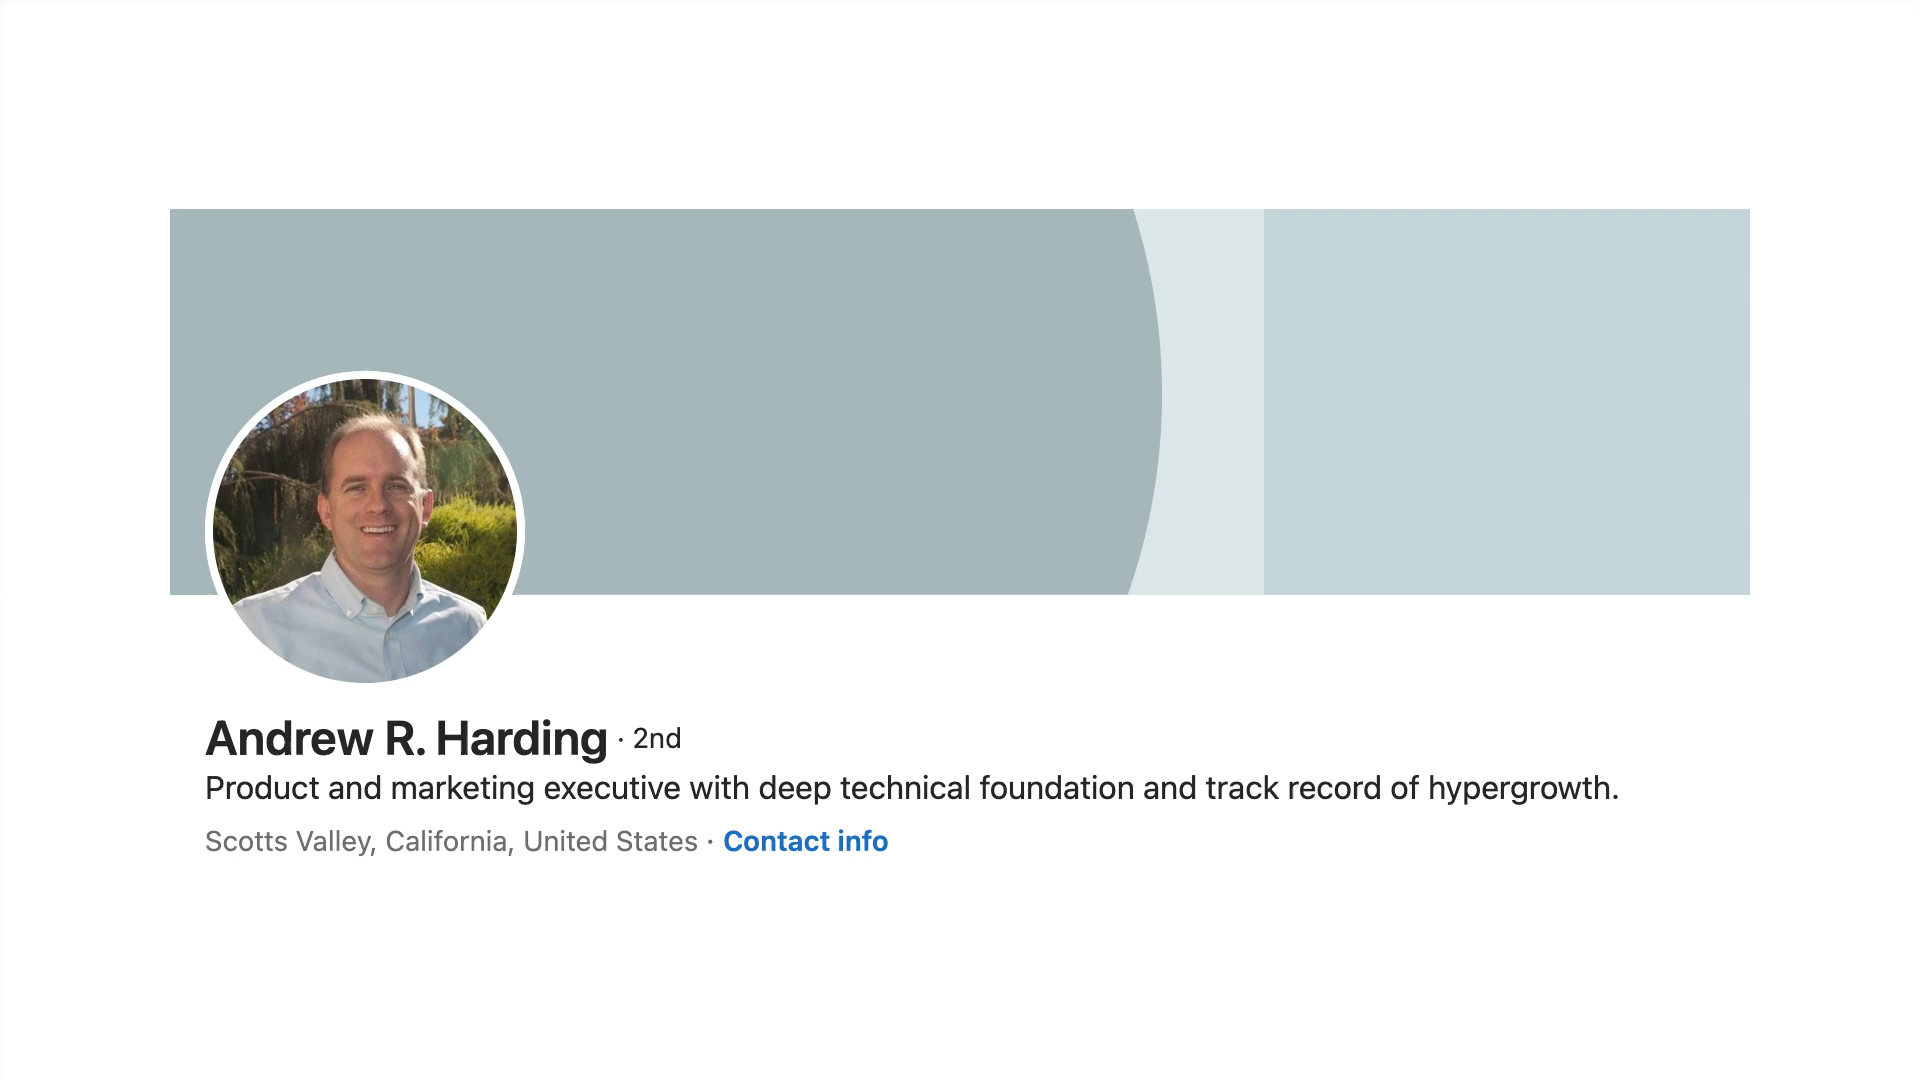 Andrew R. Harding · 2nd
Product and marketing executive with deep technical foundation and track record of hypergrowth.
Scotts Valley, California, United States · Contact info